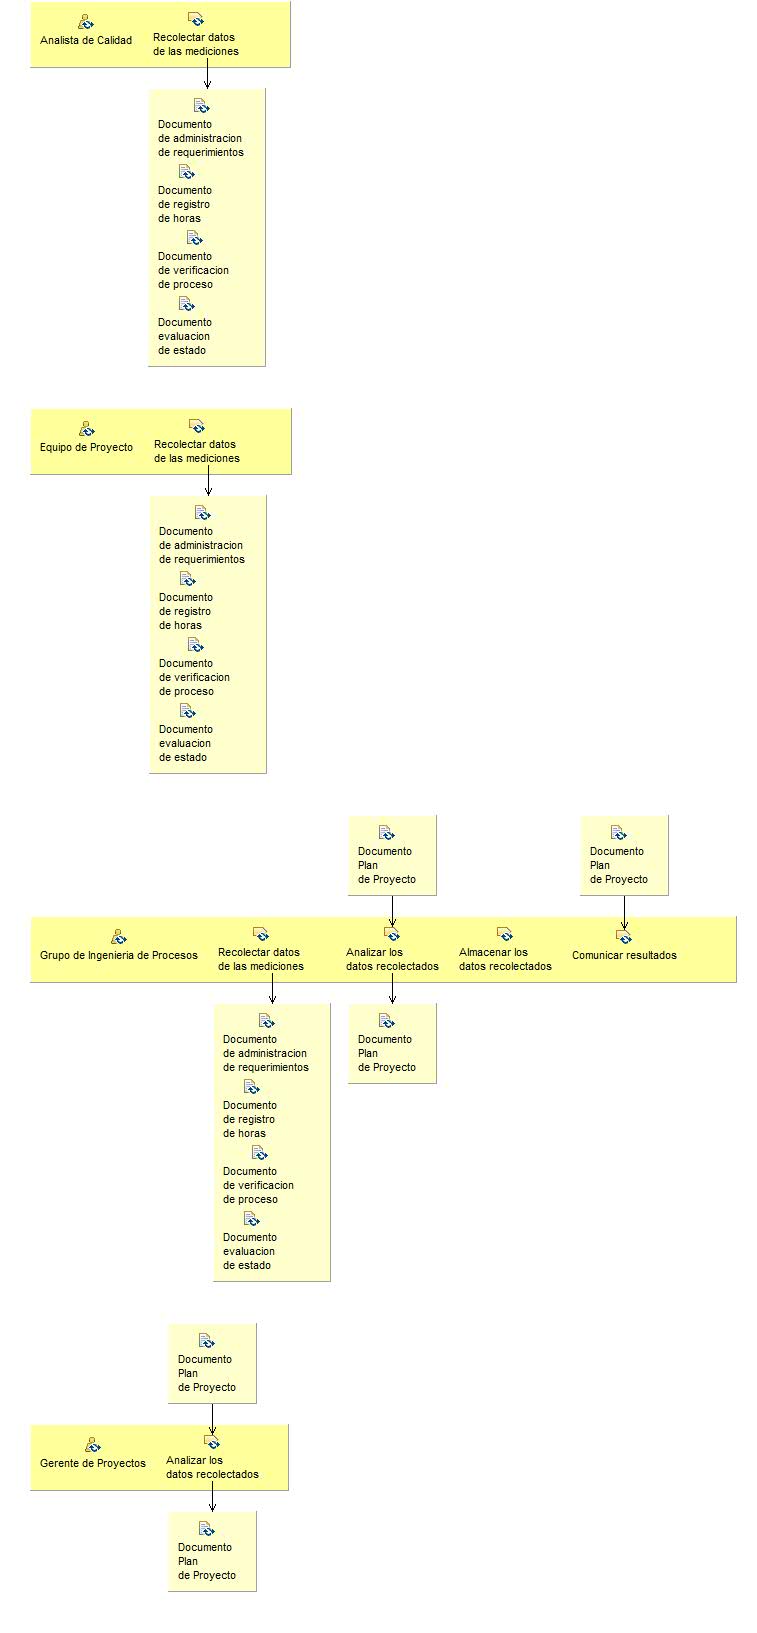 Analista de Calidad
Recolectar datos
de las mediciones
Documento
de administracion
de requerimientos
Documento
de registro
de horas
Documento
de verificacion
de proceso
Documento
evaluacion
de estado
Equipo de Proyecto
Recolectar datos
de las mediciones
Documento
de administracion
de requerimientos
Documento
de registro
de horas
Documento
de verificacion
de proceso
Documento
evaluacion
de estado
Documento
Plan
de Proyecto
Documento
Plan
de Proyecto
Grupo de Ingenieria de Procesos
Recolectar datos
de las mediciones
Analizar los
datos recolectados
Almacenar los
datos recolectados
Comunicar resultados
Documento
de administracion
de requerimientos
Documento
de registro
de horas
Documento
de verificacion
de proceso
Documento
evaluacion
de estado
Documento
Plan
de Proyecto
Documento
Plan
de Proyecto
Gerente de Proyectos
Analizar los
datos recolectados
Documento
Plan
de Proyecto